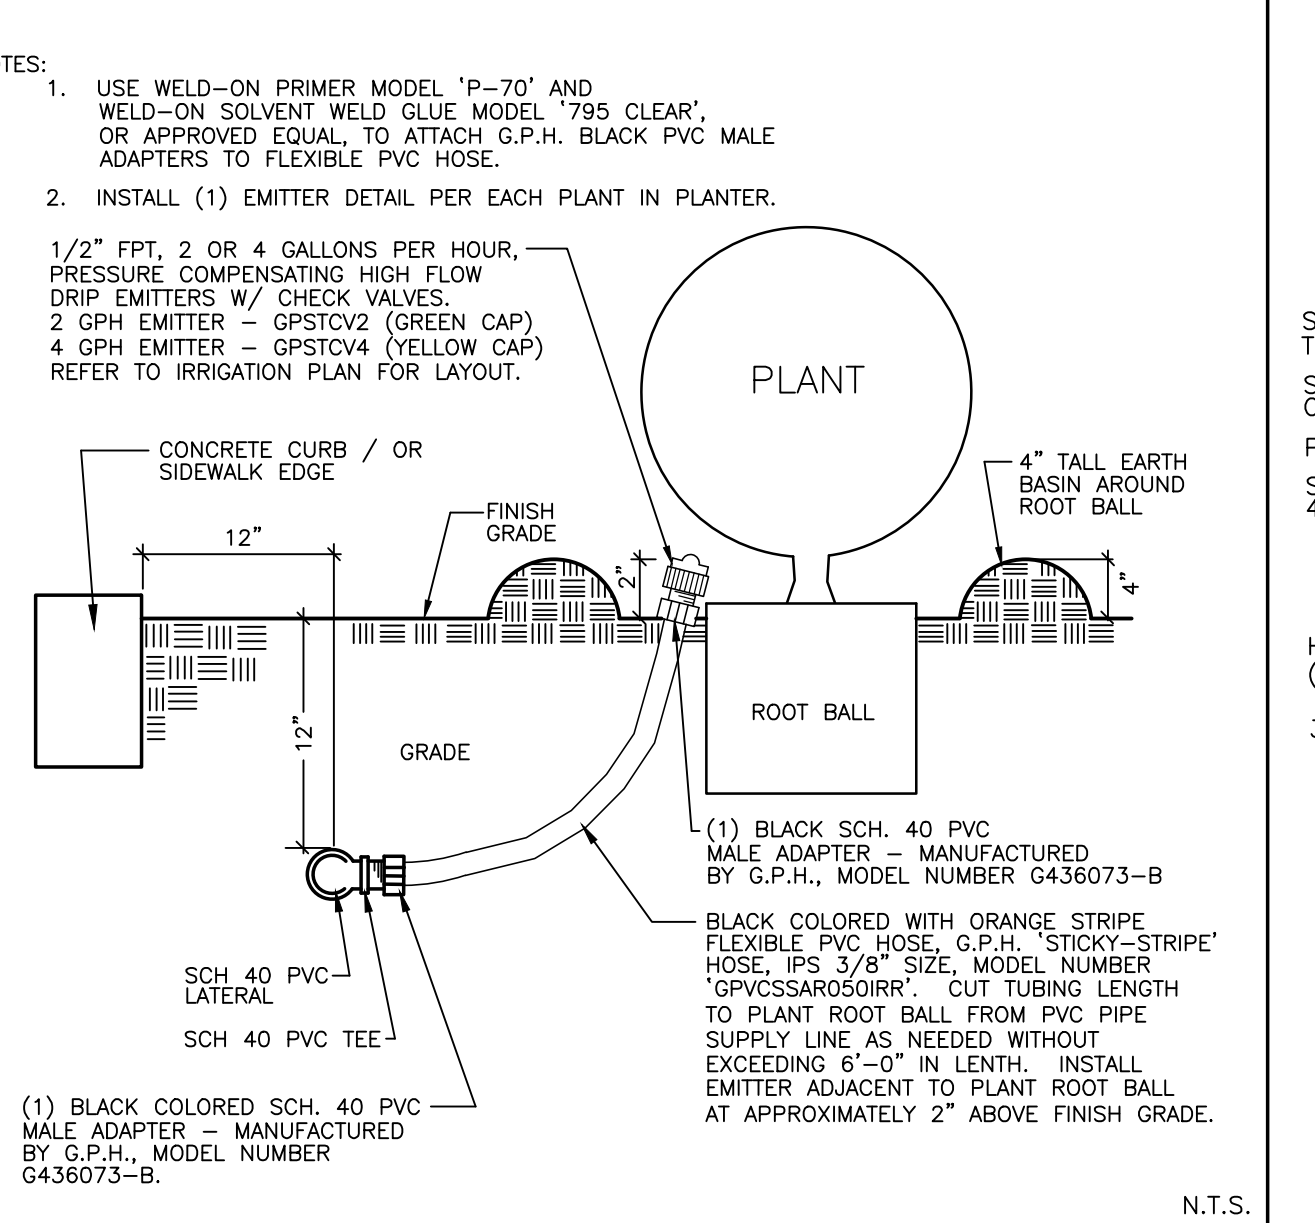 TES:
1. USE WELD-ON PRIMER MODEL 'P-70' AND
WELD-ON SOLVENT WELD GLUE MODEL '795 CLEAR',
OR APPROVED EQUAL, TO ATTACH G.P.H. BLACK PVC MALE
ADAPTERS TO FLEXIBLE PVC HOSE.
2. INSTALL (1) EMITTER DETAIL PER EACH PLANT IN PLANTER.
1/2" FPT, 2 OR 4 GALLONS PER HOUR,
PRESSURE COMPENSATING HIGH FLOW
DRIP EMITTERS W/ CHECK VALVES.
2 GPH EMITTER – GPSTCV2 (GREEN CAP)
4 GPH EMITTER – GPSTCV4 (YELLOW CAP)
REFER TO IRRIGATION PLAN FOR LAYOUT.
PLANT
CONCRETE CURB / OR
SIDEWALK EDGE
4" TALL EARTH
BASIN AROUND
ROOT BALL
FINISH
GRADE
12"
2"
4"
12"
GRADE
ROOT BALL
(1) BLACK SCH. 40 PVC
MALE ADAPTER – MANUFACTURED
BY G.P.H., MODEL NUMBER G436073-B
BLACK COLORED WITH ORANGE STRIPE
FLEXIBLE PVC HOSE, G.P.H. 'STICKY-STRIPE'
HOSE, IPS 3/8" SIZE, MODEL NUMBER
'GPVCSSAR050IRR'. CUT TUBING LENGTH
TO PLANT ROOT BALL FROM PVC PIPE
SUPPLY LINE AS NEEDED WITHOUT
EXCEEDING 6'-0" IN LENTH. INSTALL
EMITTER ADJACENT TO PLANT ROOT BALL
AT APPROXIMATELY 2" ABOVE FINISH GRADE.
SCH 40 PVC
LATERAL
SCH 40 PVC TEE
(1) BLACK COLORED SCH. 40 PVC
MALE ADAPTER – MANUFACTURED
BY G.P.H., MODEL NUMBER
G436073-B.
N.T.S.